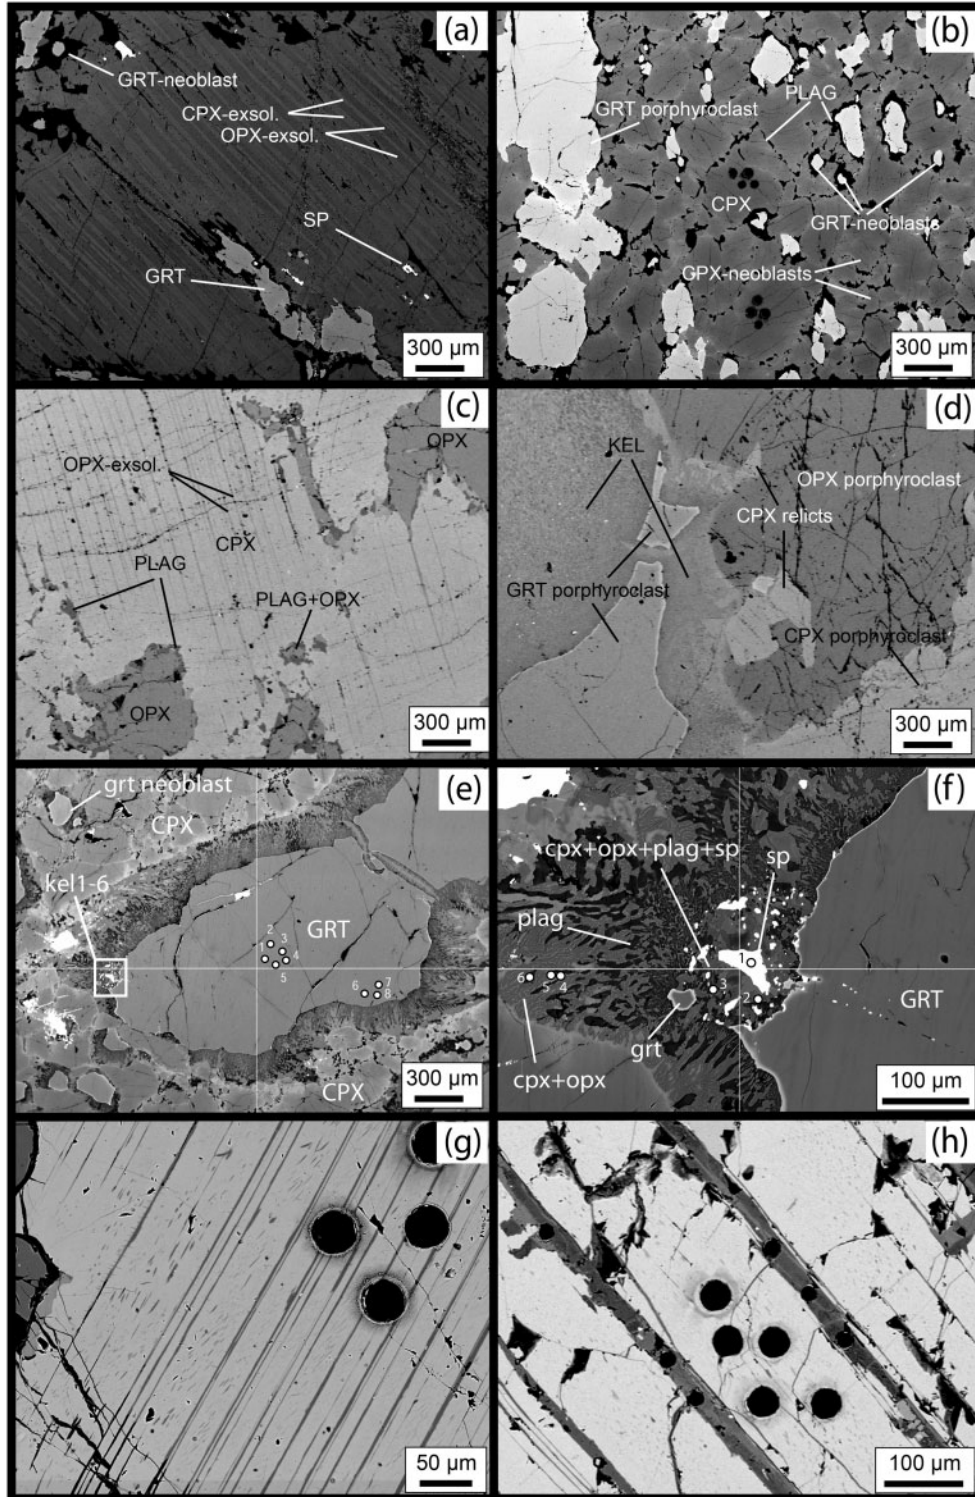 (a)
GRT-neoblast
CPX-exsol.
OPX-exsol.
SP
GRT
300 µm
(b)
PLAG
GRT porphyroclast
CPX
GRT-neoblasts
CPX-neoblasts
300 µm
(c)
OPX
OPX-exsol.
CPX
PLAG
PLAG+OPX
OPX
300 µm
(d)
KEL
OPX porphyroclast
CPX relicts
GRT porphyroclast
CPX porphyroclast
300 µm
(e)
grt neoblast
CPX
kel1-6
GRT
2
3
1
4
5
7
6
8
CPX
300 µm
(f)
cpx+opx+plag+sp
sp
plag
1
6
5
4
3
2
GRT
grt
cpx+opx
100 µm
(g)
50 µm
(h)
100 µm